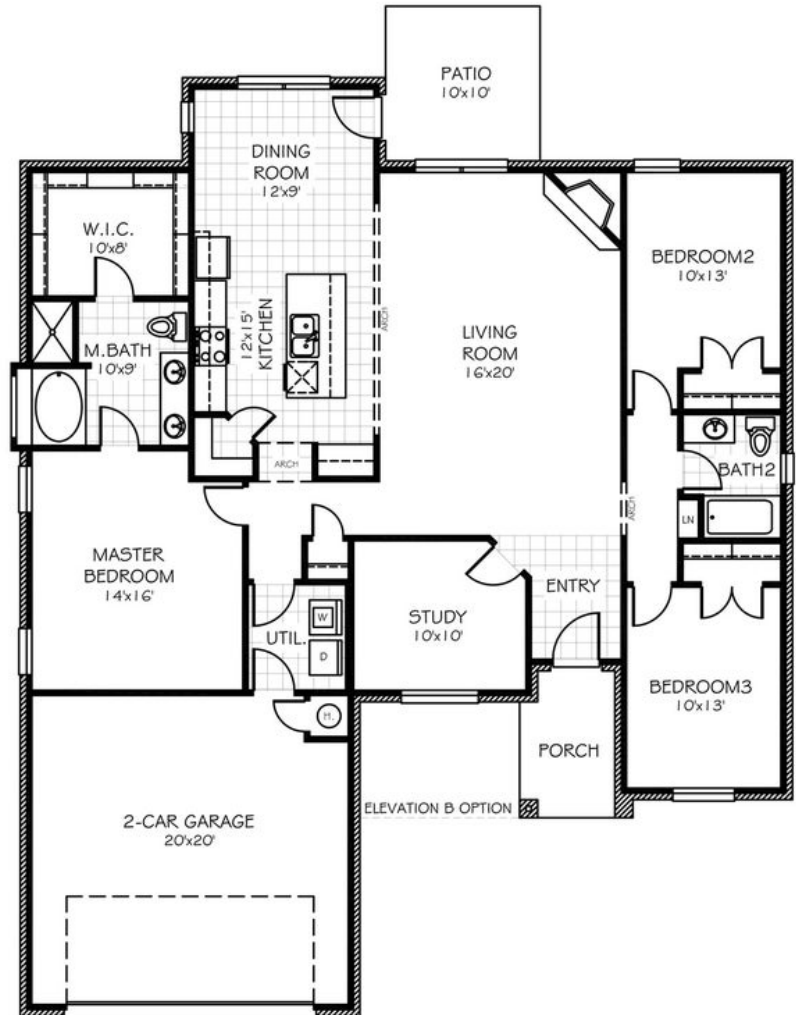 PATIO
10'x10'
DINING
ROOM
12'x9'
W.I.C.
10'x8'
BEDROOM2
10'x13'
KITCHEN
12'x15'
ARCH
LIVING
ROOM
16'x20'
M.BATH
10'x9'
ARCH
BATH2
LN
ARCH
MASTER
BEDROOM
14'x16'
W
D
UTIL.
STUDY
10'x10'
ENTRY
BEDROOM3
10'x13'
H.
PORCH
ELEVATION B OPTION
2-CAR GARAGE
20'x20'